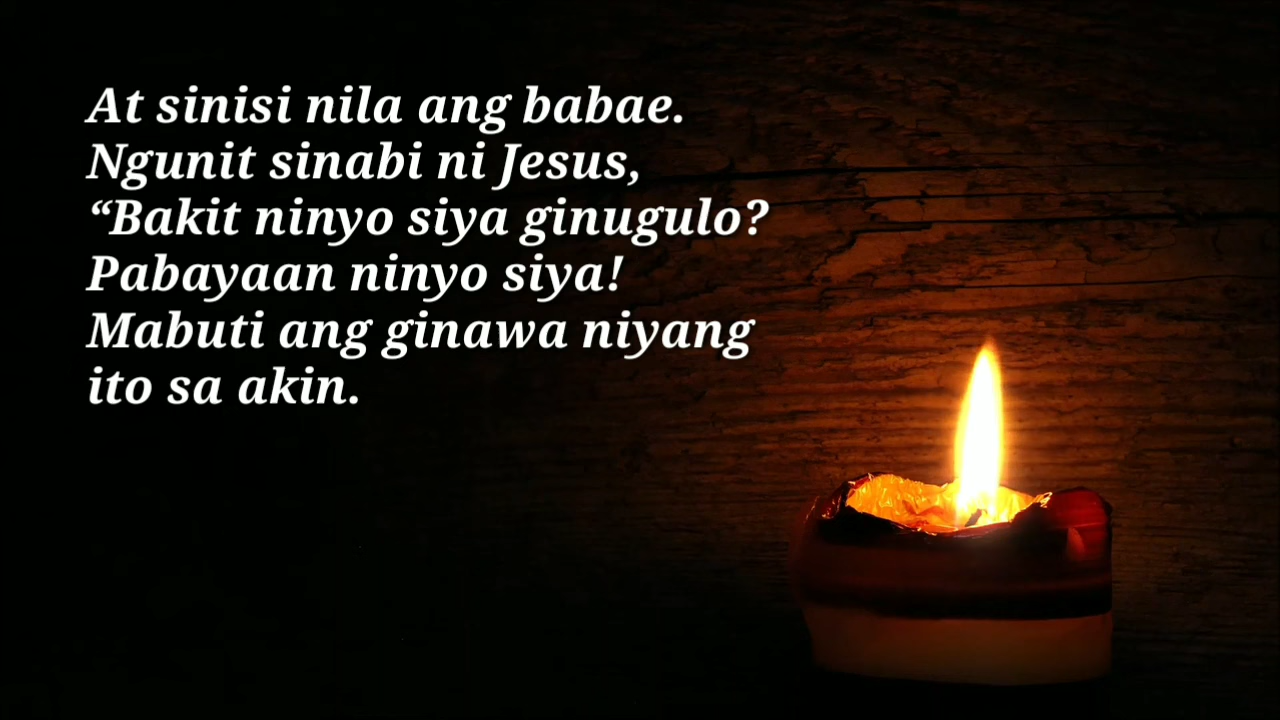 At sinisi nila ang babae.
Ngunit sinabi ni Jesus,
“Bakit ninyo siya ginugulo?
Pabayaan ninyo siya!
Mabuti ang ginawa niyang
ito sa akin.